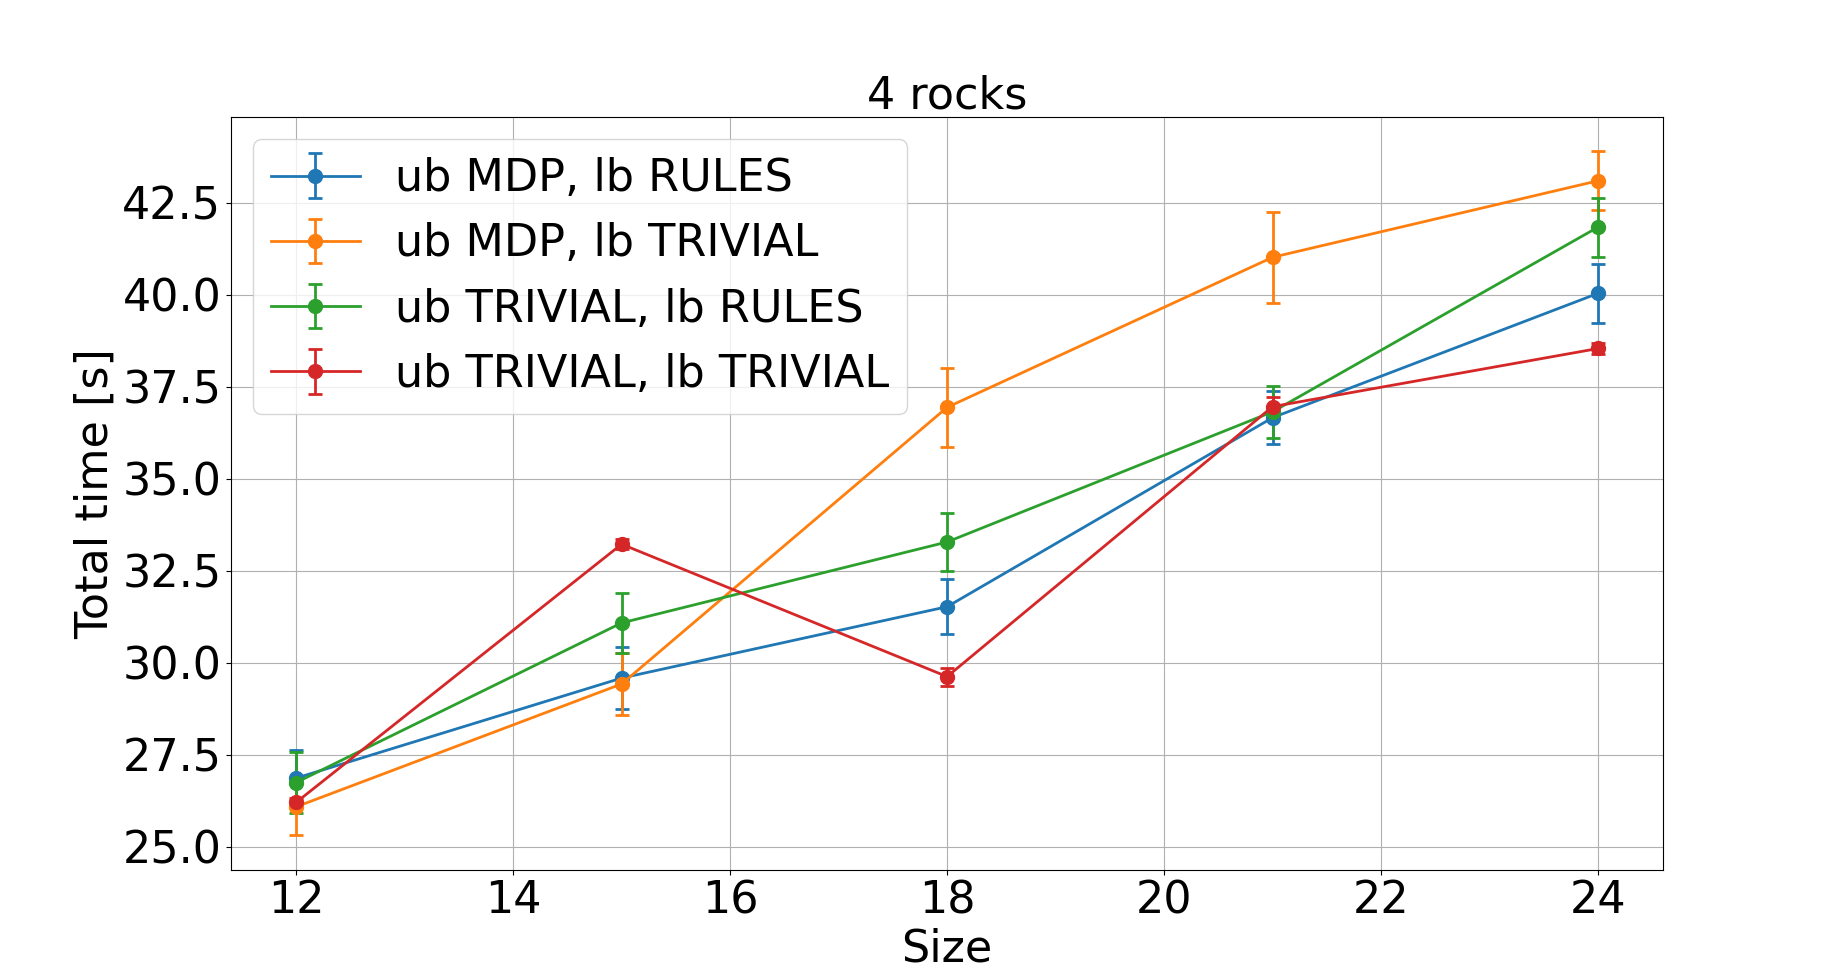 4 rocks
ub MDP, lb RULES
ub MDP, lb TRIVIAL
ub TRIVIAL, lb RULES
ub TRIVIAL, lb TRIVIAL
Total time [s]
42.5
40.0
37.5
35.0
32.5
30.0
27.5
25.0
12 14 16 18 20 22 24
Size